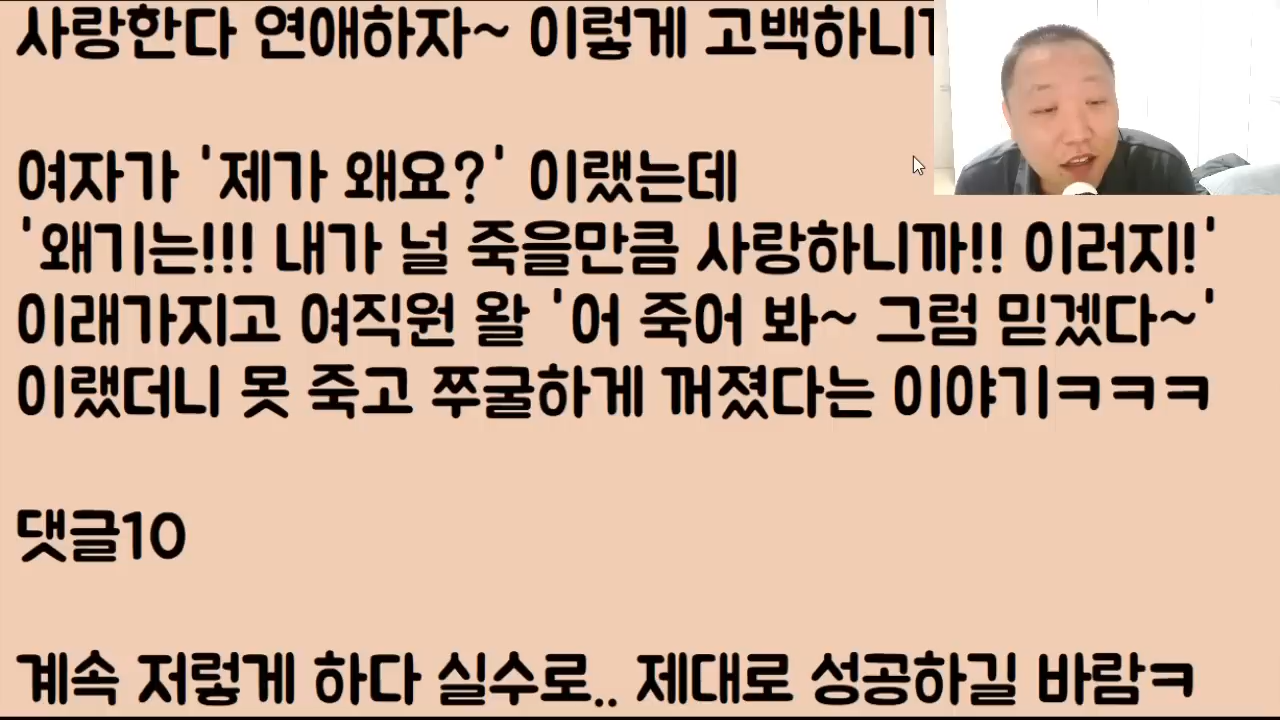 사랑한다 연애하자~ 이렇게 고백하니
여자가 '제가 왜요?' 이랬는데
'왜기는!!! 내가 널 죽을만큼 사랑하니까!! 이러지!'
이래가지고 여직원 왈 '어 죽어 봐~ 그럼 믿겠다~'
이랬더니 못 죽고 쭈굴하게 꺼졌다는 이야기ㅋㅋㅋ
댓글10
계속 저렇게 하다 실수로.. 제대로 성공하길 바람ㅋ